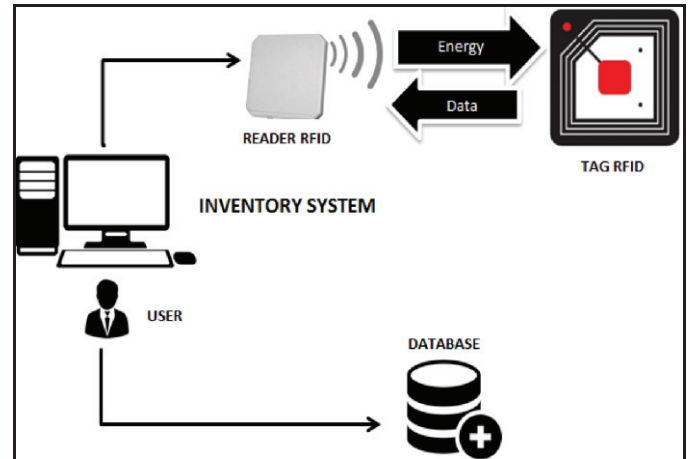 Energy
Data
READER RFID
TAG RFID
INVENTORY SYSTEM
USER
DATABASE